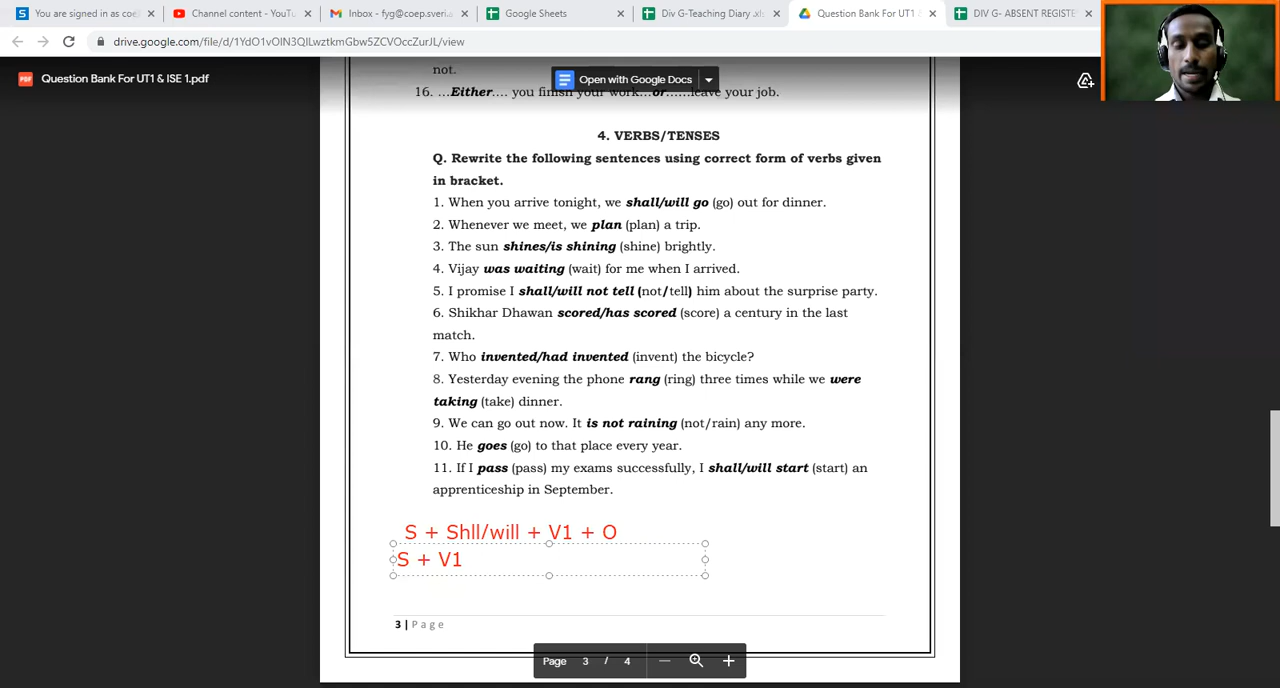 You are signed in as coe
Channel content - YouTu
Inbox - fyg@coep.sveri.
Google Sheets
Div G-Teaching Diary .xl
Question Bank For UT1
DIV G- ABSENT REGISTE
drive.google.com/file/d/1YdO1vOIN3QILwztkmGbw5ZCVOccZurJL/view
Question Bank For UT1 & ISE 1.pdf
Open with Google Docs
not.
16. ...Either.... you finish your work...or......leave your job.
4. VERBS/TENSES
Q. Rewrite the following sentences using correct form of verbs given
in bracket.
1. When you arrive tonight, we shall/will go (go) out for dinner.
2. Whenever we meet, we plan (plan) a trip.
3. The sun shines/is shining (shine) brightly.
4. Vijay was waiting (wait) for me when I arrived.
5. I promise I shall/will not tell (not/tell) him about the surprise party.
6. Shikhar Dhawan scored/has scored (score) a century in the last
match.
7. Who invented/had invented (invent) the bicycle?
8. Yesterday evening the phone rang (ring) three times while we were
taking (take) dinner.
9. We can go out now. It is not raining (not/rain) any more.
10. He goes (go) to that place every year.
11. If I pass (pass) my exams successfully, I shall/will start (start) an
apprenticeship in September.
S + Shll/will + V1 + O
S + V1
3 | Page
Page 3 / 4